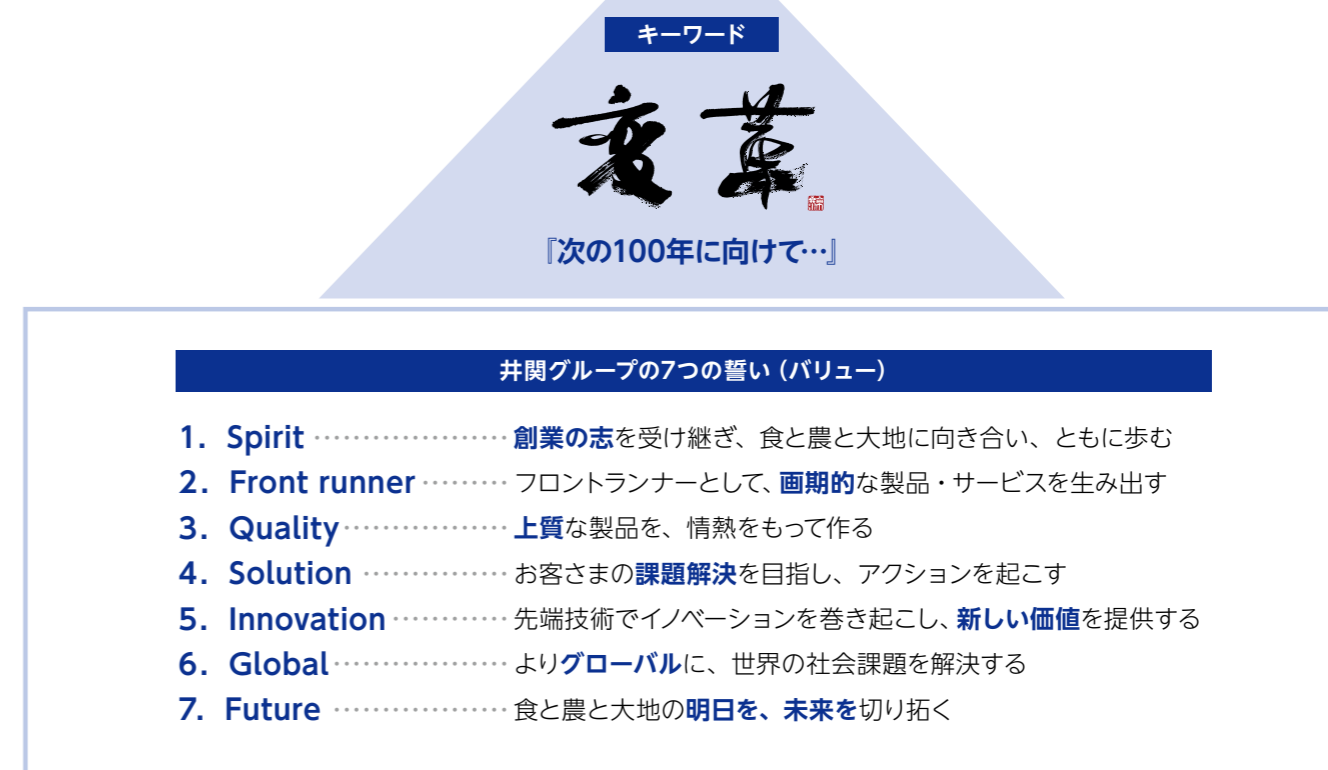 キーワード
変革
『次の100年に向けて…』
井関グループの7つの誓い（バリュー）
1. Spirit ………………… 創業の志を受け継ぎ、食と農と大地に向き合い、ともに歩む
2. Front runner ……… フロントランナーとして、画期的な製品・サービスを生み出す
3. Quality ……………… 上質な製品を、情熱をもって作る
4. Solution …………… お客さまの課題解決を目指し、アクションを起こす
5. Innovation ………… 先端技術でイノベーションを巻き起こし、新しい価値を提供する
6. Global ……………… よりグローバルに、世界の社会課題を解決する
7. Future ……………… 食と農と大地の明日を、未来を切り拓く